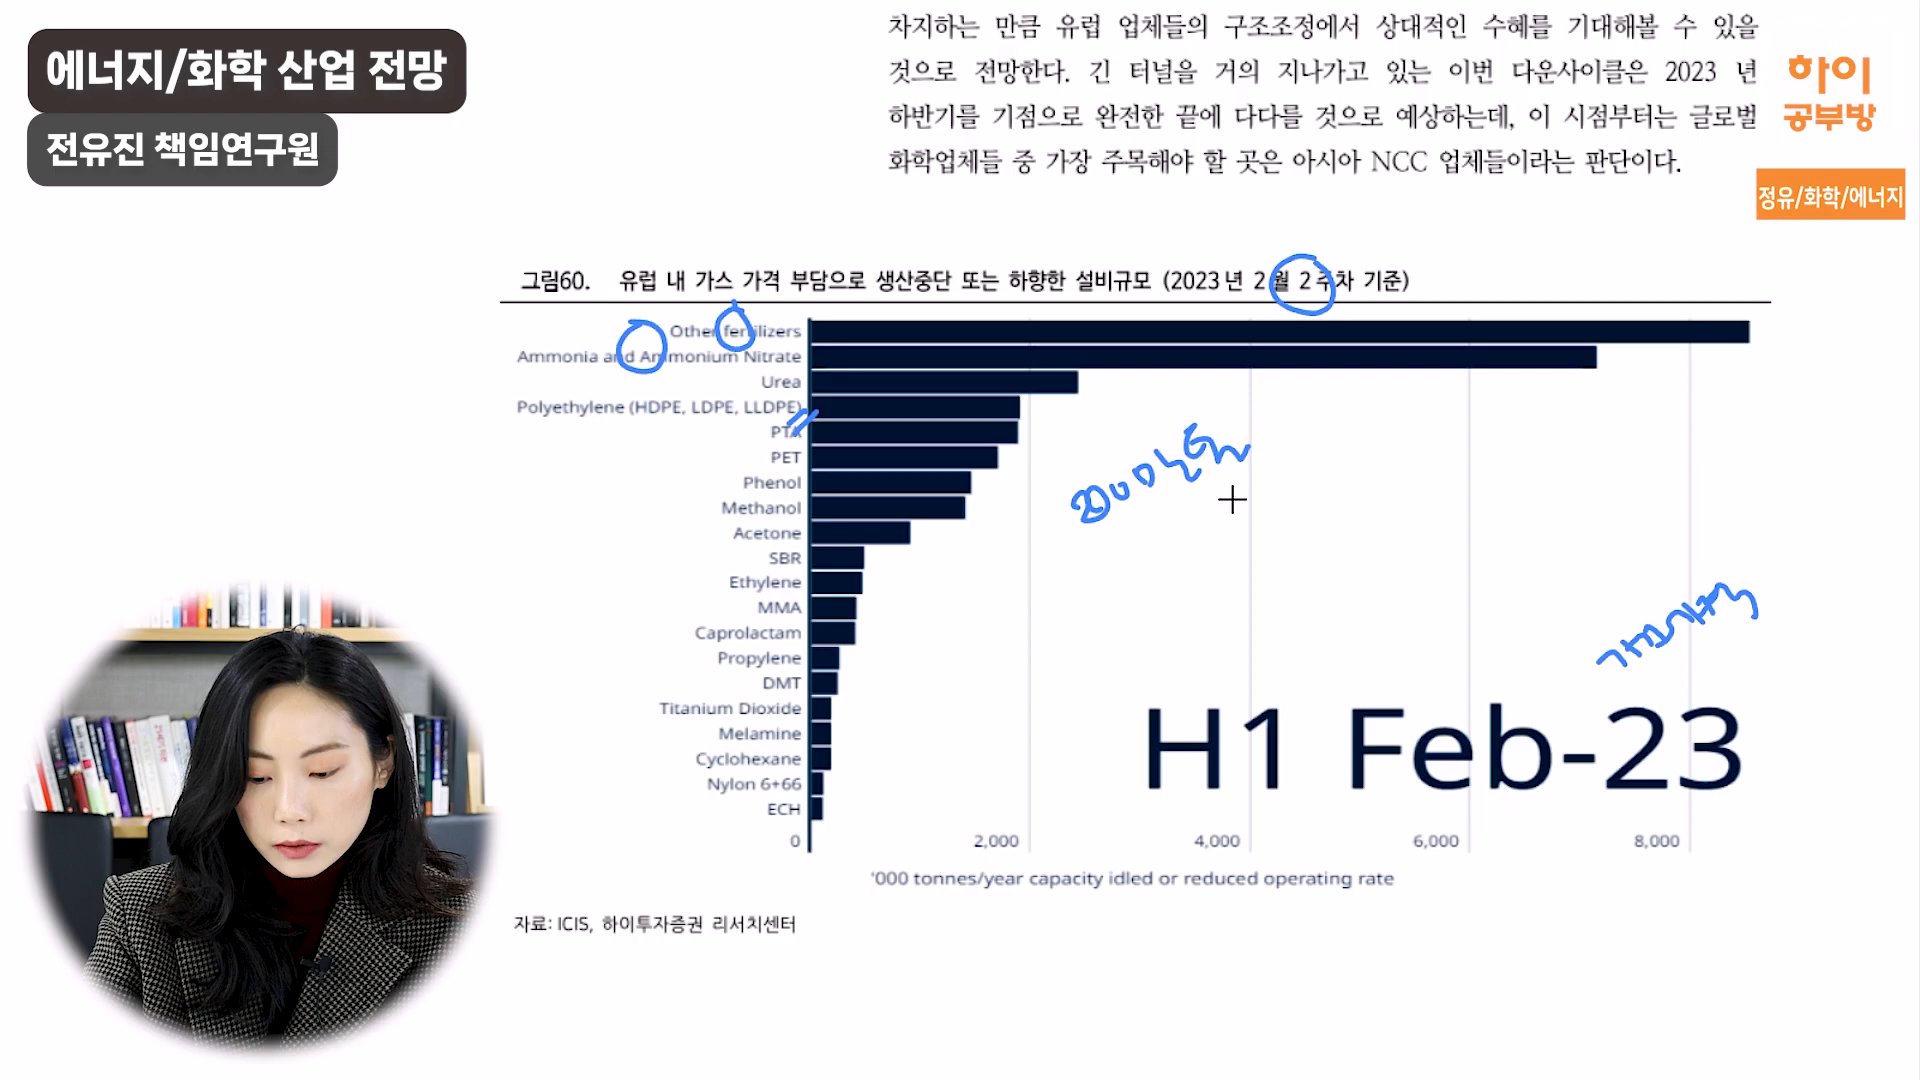 에너지/화학 산업 전망
전유진 책임연구원
차지하는 만큼 유럽 업체들의 구조조정에서 상대적인 수혜를 기대해볼 수 있을
것으로 전망한다. 긴 터널을 거의 지나가고 있는 이번 다운사이클은 2023 년
하반기를 기점으로 완전한 끝에 다다를 것으로 예상하는데, 이 시점부터는 글로벌
화학업체들 중 가장 주목해야 할 곳은 아시아 NCC 업체들이라는 판단이다.
하이
공부방
정유/화학/에너지
그림60. 유럽 내 가스 가격 부담으로 생산중단 또는 하향한 설비규모 (2023년 2월 2주차 기준)
Other fertilizers
Ammonia and Ammonium Nitrate
Urea
Polyethylene (HDPE, LDPE, LLDPE)
PTA
PET
Phenol
Methanol
Acetone
SBR
Ethylene
MMA
Caprolactam
Propylene
DMT
Titanium Dioxide
Melamine
Cyclohexane
Nylon 6+66
ECH
H1 Feb-23
0 2,000 4,000 6,000 8,000
'000 tonnes/year capacity idled or reduced operating rate
자료: ICIS, 하이투자증권 리서치센터